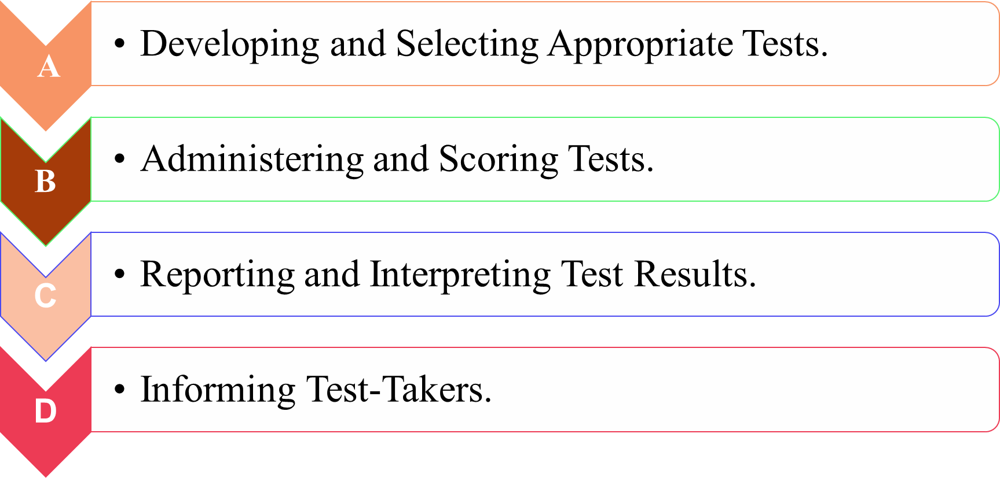 A
• Developing and Selecting Appropriate Tests.
B
• Administering and Scoring Tests.
C
• Reporting and Interpreting Test Results.
D
• Informing Test-Takers.